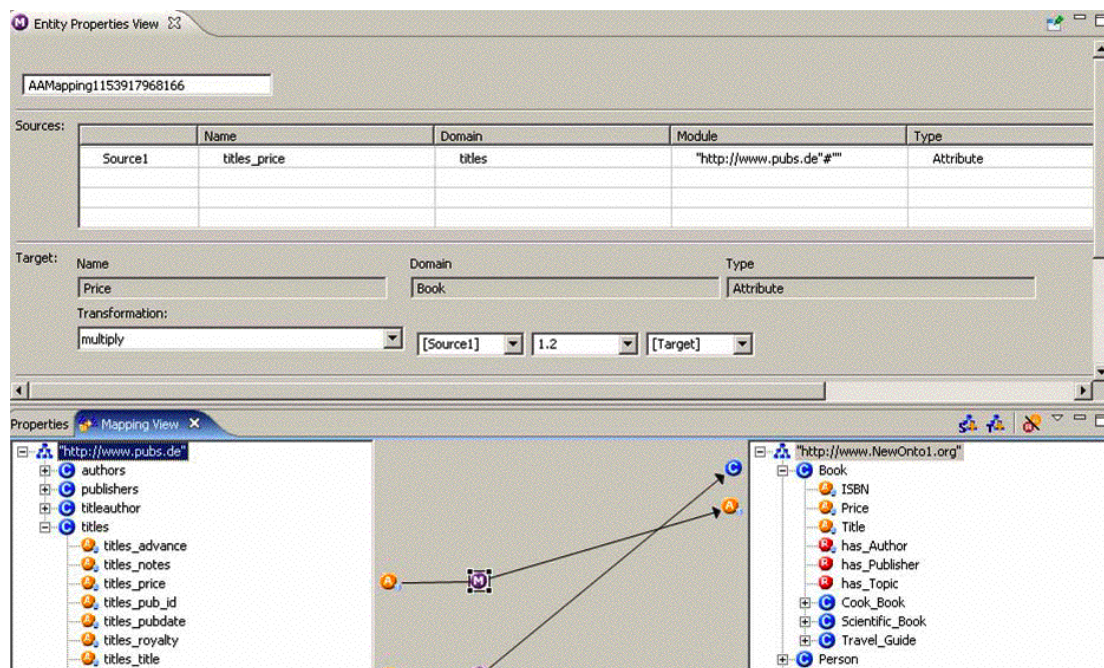 Entity Properties View
AAMapping1153917968166
Sources:
Name Domain Module Type
Source1 titles_price titles "http://www.pubs.de"#"" Attribute
Target:
Name Domain Type
Price Book Attribute
Transformation:
multiply [Source1] 1.2 [Target]
Properties Mapping View
"http://www.pubs.de"
authors
publishers
titleauthor
titles
titles_advance
titles_notes
titles_price
titles_pub_id
titles_pubdate
titles_royalty
titles_title
"http://www.NewOnto1.org"
Book
ISBN
Price
Title
has_Author
has_Publisher
has_Topic
Cook_Book
Scientific_Book
Travel_Guide
Person